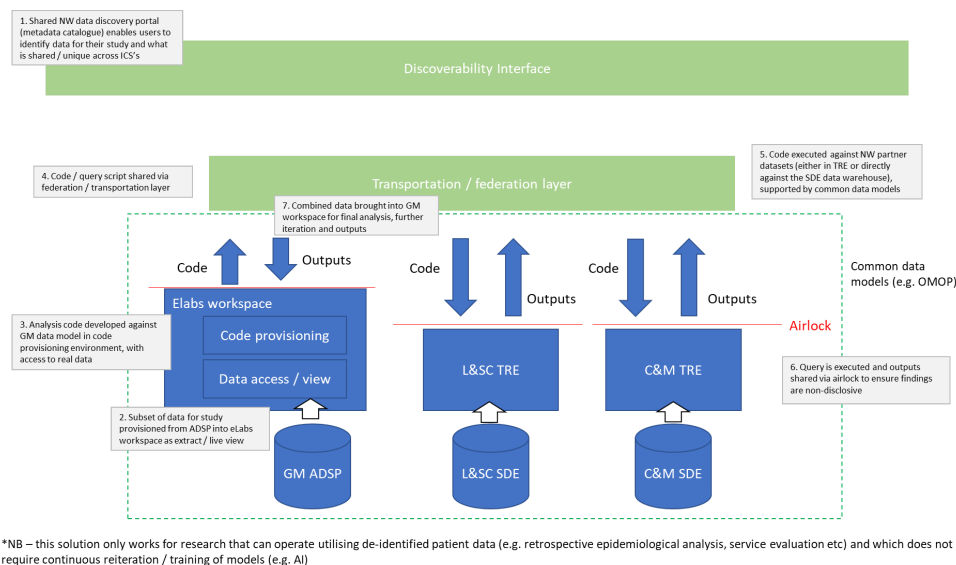 1. Shared NW data discovery portal
(metadata catalogue) enables users to
identify data for their study and what
is shared / unique across ICS's
Discoverability Interface
4. Code / query script shared via
federation / transportation layer
Transportation / federation layer
5. Code executed against NW partner
datasets (either in TRE or directly
against the SDE data warehouse),
supported by common data models
7. Combined data brought into GM
workspace for final analysis, further
iteration and outputs
Code
Outputs
Code
Outputs
Code
Outputs
Common data
models (e.g. OMOP)
Elabs workspace
Airlock
3. Analysis code developed against
GM data model in code
provisioning environment, with
access to real data
Code provisioning
Data access / view
L&SC TRE
C&M TRE
6. Query is executed and outputs
shared via airlock to ensure findings
are non-disclosive
2. Subset of data for study
provisioned from ADSP into eLabs
workspace as extract / live view
GM ADSP
L&SC SDE
C&M SDE
*NB – this solution only works for research that can operate utilising de-identified patient data (e.g. retrospective epidemiological analysis, service evaluation etc) and which does not
require continuous reiteration / training of models (e.g. AI)